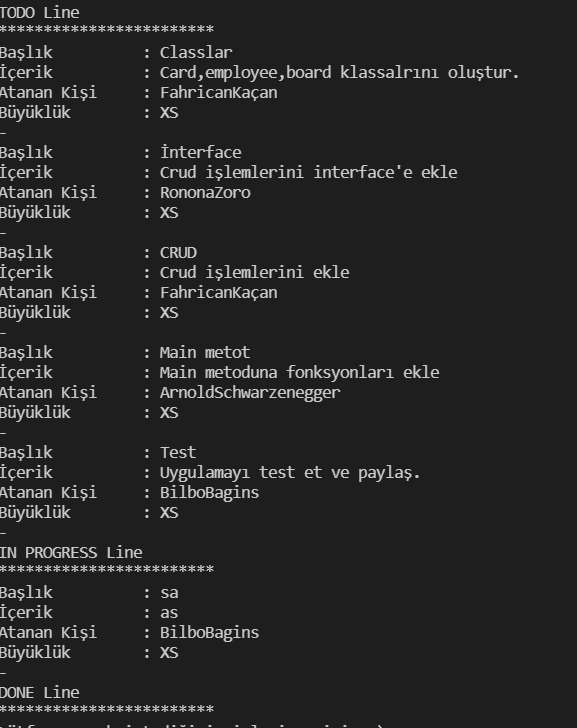 TODO Line
************************
Başlık : Classlar
İçerik : Card,employee,board klassalrını oluştur.
Atanan Kişi : FahricanKaçan
Büyüklük : XS
-
Başlık : İnterface
İçerik : Crud işlemlerini interface'e ekle
Atanan Kişi : RononaZoro
Büyüklük : XS
-
Başlık : CRUD
İçerik : Crud işlemlerini ekle
Atanan Kişi : FahricanKaçan
Büyüklük : XS
-
Başlık : Main metot
İçerik : Main metoduna fonksyonları ekle
Atanan Kişi : ArnoldSchwarzenegger
Büyüklük : XS
-
Başlık : Test
İçerik : Uygulamayı test et ve paylaş.
Atanan Kişi : BilboBagins
Büyüklük : XS
-
IN PROGRESS Line
************************
Başlık : sa
İçerik : as
Atanan Kişi : BilboBagins
Büyüklük : XS
-
DONE Line
************************